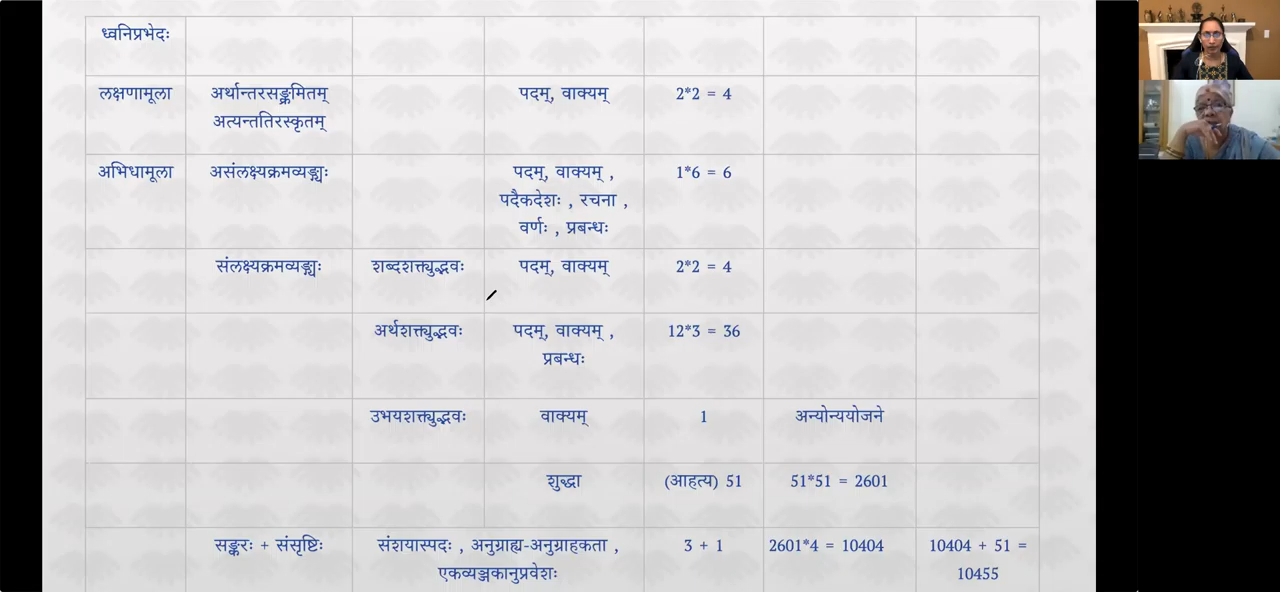 ध्वनिप्रभेदः
लक्षणामूला अर्थान्तरसङ्क्रमितम् पदम्, वाक्यम् 2*2 = 4
अत्यन्ततिरस्कृतम्
अभिधामूला असंलक्ष्यक्रमव्यङ्ग्यः पदम्, वाक्यम् , 1*6 = 6
पदैकदेशः , रचना ,
वर्णः , प्रबन्धः
संलक्ष्यक्रमव्यङ्ग्यः शब्दशक्त्युद्भवः पदम्, वाक्यम् 2*2 = 4
अर्थशक्त्युद्भवः पदम्, वाक्यम् , 12*3 = 36
प्रबन्धः
उभयशक्त्युद्भवः वाक्यम् 1 अन्योन्ययोजने
शुद्धा (आहत्य) 51 51*51 = 2601
सङ्करः + संसृष्टिः संशयास्पदः , अनुग्राह्य-अनुग्राहकता , 3 + 1 2601*4 = 10404 10404 + 51 =
एकव्यञ्जकानुप्रवेशः 10455